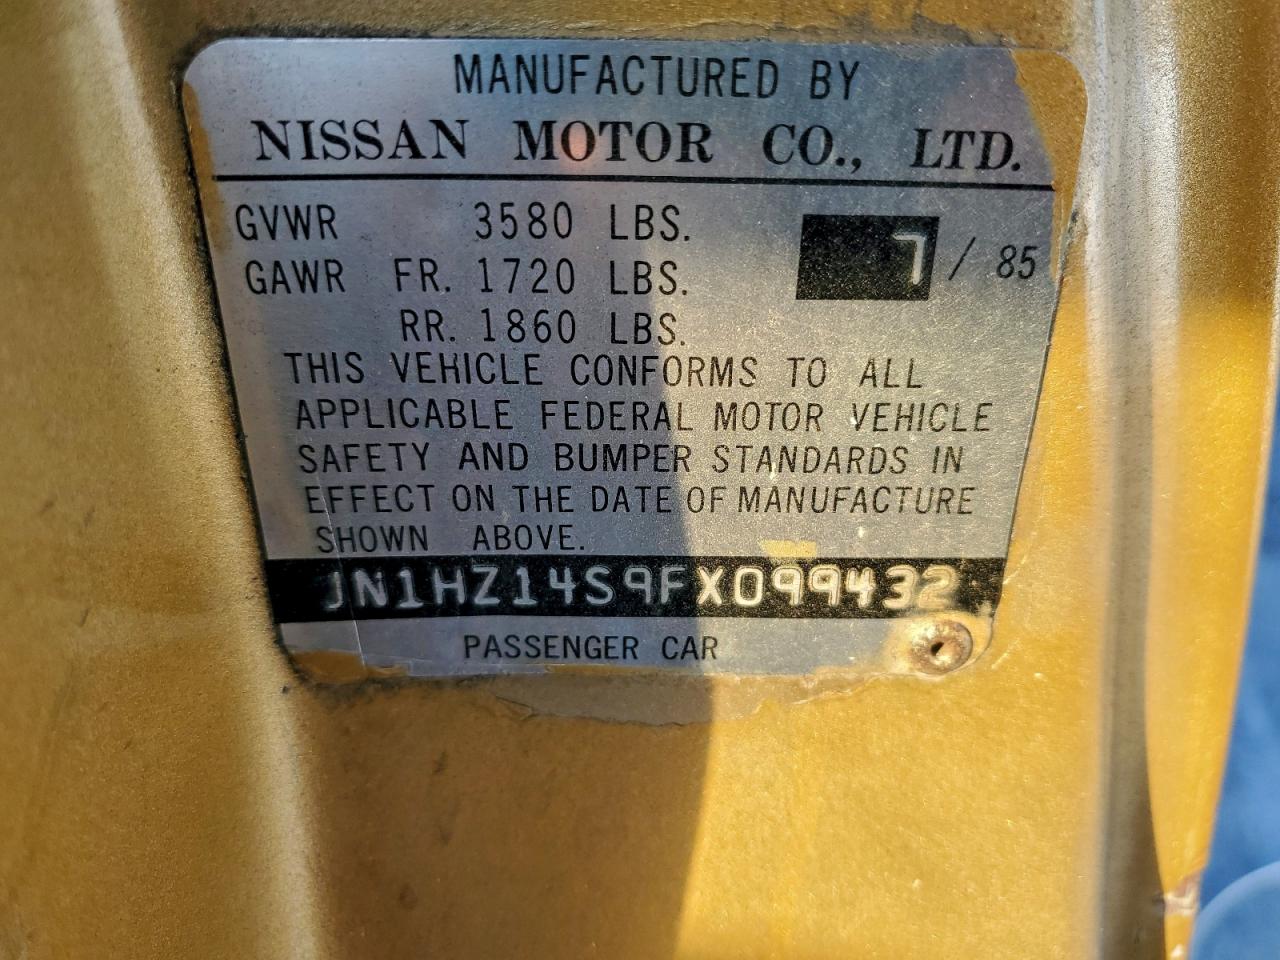 MANUFACTURED BY
NISSAN MOTOR CO., LTD.
GVWR 3580 LBS. 7 / 85
GAWR FR. 1720 LBS.
RR. 1860 LBS.
THIS VEHICLE CONFORMS TO ALL
APPLICABLE FEDERAL MOTOR VEHICLE
SAFETY AND BUMPER STANDARDS IN
EFFECT ON THE DATE OF MANUFACTURE
SHOWN ABOVE.
JN1HZ14S9FX099432
PASSENGER CAR